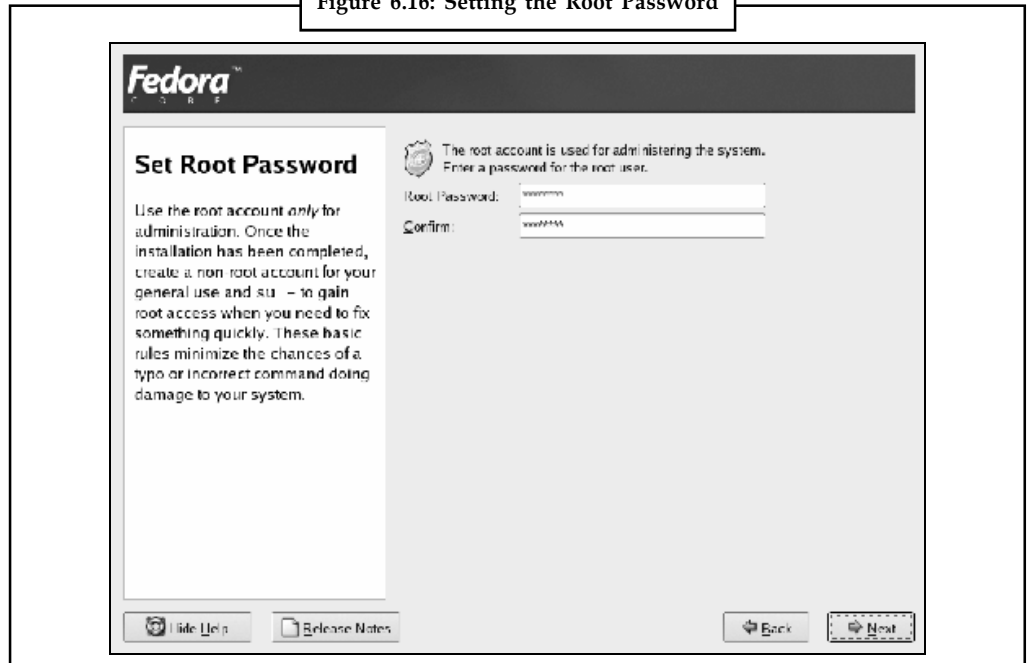 Figure 6.16: Setting the Root Password
Fedora™
C O R E
Set Root Password
Use the root account only for
administration. Once the
installation has been completed,
create a non-root account for your
general use and su - to gain
root access when you need to fix
something quickly. These basic
rules minimize the chances of a
typo or incorrect command doing
damage to your system.
The root account is used for administering the system.
Enter a password for the root user.
Root Password: ********
Confirm: ********
Hide Help
Release Notes
Back
Next